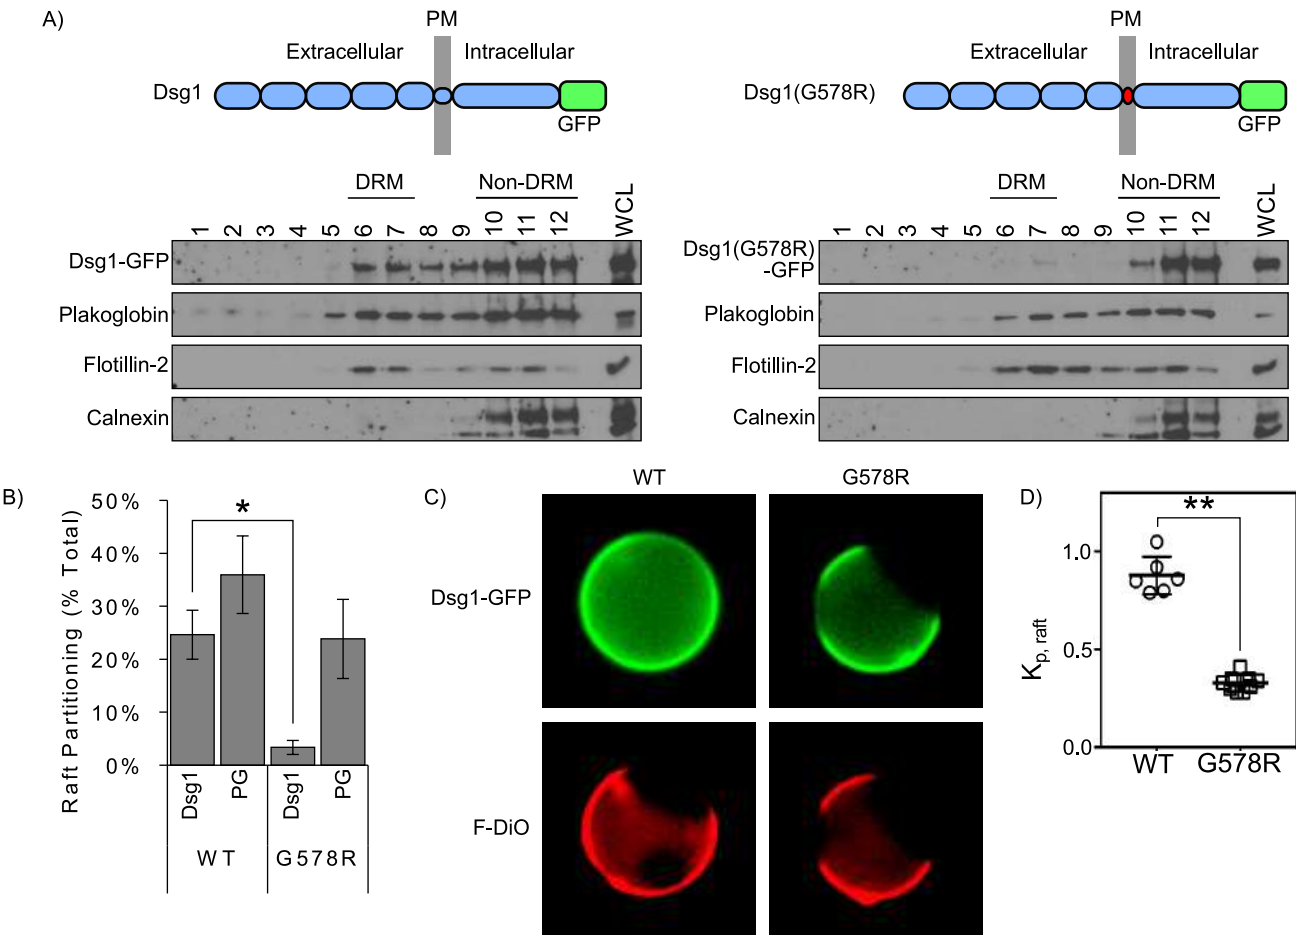 A)
PM
Extracellular
Intracellular
Dsg1
GFP
DRM
Non-DRM
1 2 3 4 5 6 7 8 9 10 11 12 WCL
Dsg1-GFP
Plakoglobin
Flotillin-2
Calnexin
PM
Extracellular
Intracellular
Dsg1(G578R)
GFP
DRM
Non-DRM
1 2 3 4 5 6 7 8 9 10 11 12 WCL
Dsg1(G578R)
-GFP
Plakoglobin
Flotillin-2
Calnexin
B)
Raft Partitioning (% Total)
50%
40%
30%
20%
10%
0%
*
Dsg1 PG Dsg1 PG
WT G578R
C)
WT G578R
Dsg1-GFP
F-DiO
D)
**
Kp, raft
1.0
0.5
0.0
WT G578R